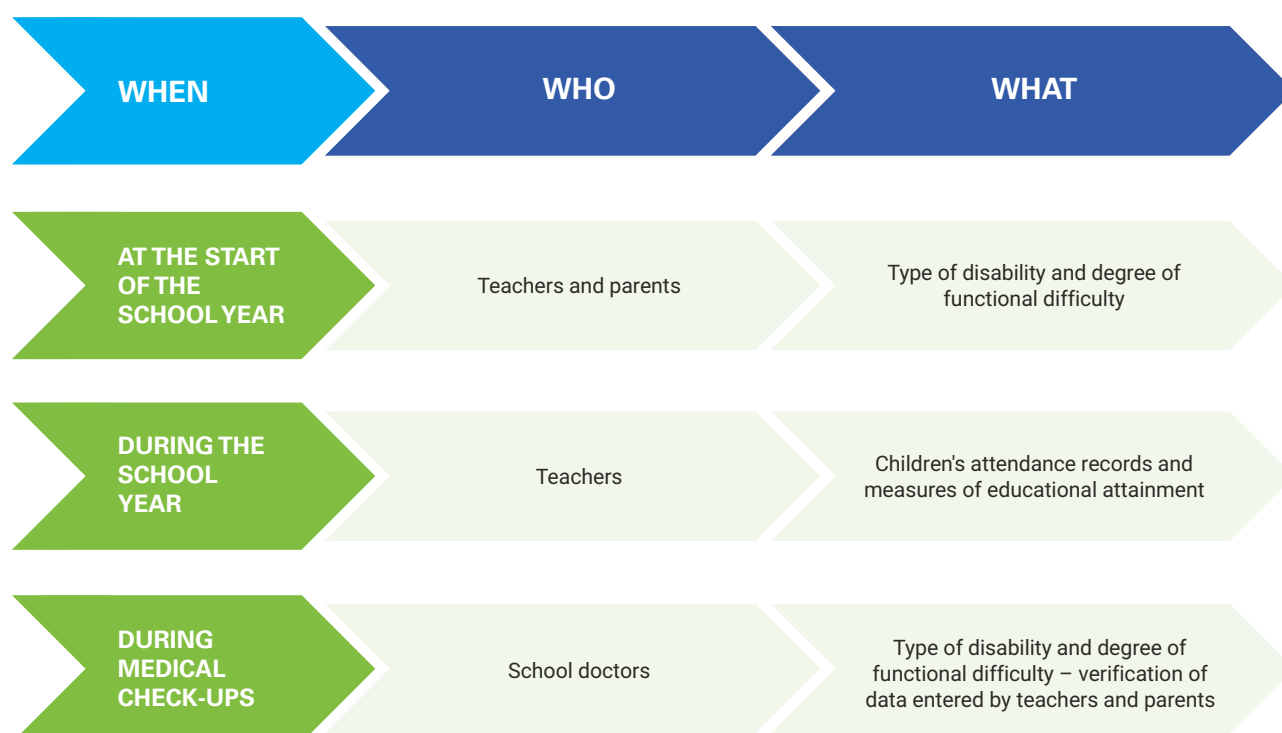 WHEN
WHO
WHAT
AT THE START
OF THE
SCHOOL YEAR
Teachers and parents
Type of disability and degree of
functional difficulty
DURING THE
SCHOOL
YEAR
Teachers
Children's attendance records and
measures of educational attainment
DURING
MEDICAL
CHECK-UPS
School doctors
Type of disability and degree of
functional difficulty – verification of
data entered by teachers and parents